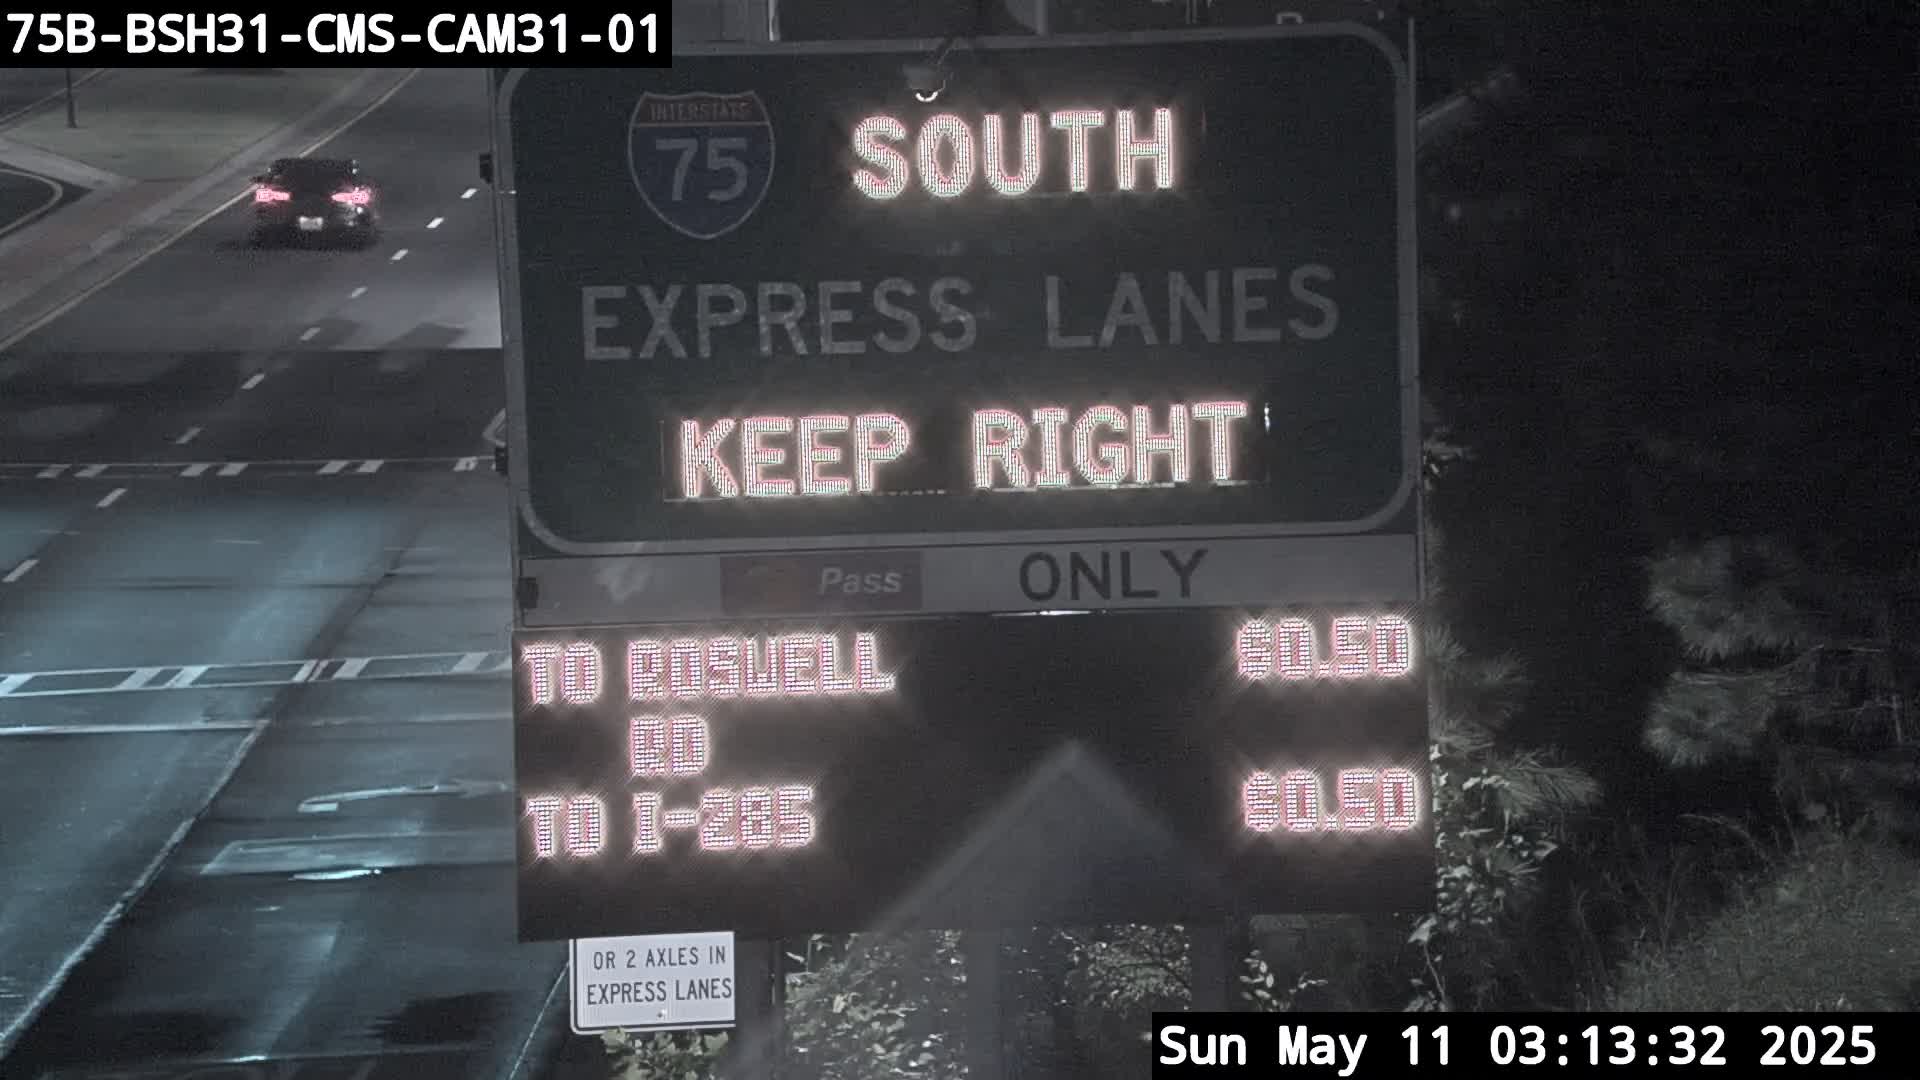 75B-BSH31-CMS-CAM31-01
INTERSTATE
75
SOUTH
EXPRESS LANES
KEEP RIGHT
Pass ONLY
TO ROSWELL $0.50
RD
TO I-285 $0.50
OR 2 AXLES IN
EXPRESS LANES
Sun May 11 03:13:32 2025